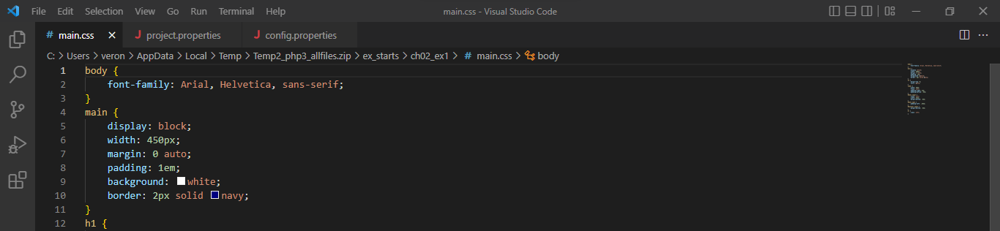 File Edit Selection View Go Run Terminal Help main.css - Visual Studio Code
# main.css J project.properties J config.properties
C: > Users > veron > AppData > Local > Temp > Temp2_php3_allfiles.zip > ex_starts > ch02_ex1 > # main.css > body
1 body {
2 font-family: Arial, Helvetica, sans-serif;
3 }
4 main {
5 display: block;
6 width: 450px;
7 margin: 0 auto;
8 padding: 1em;
9 background: white;
10 border: 2px solid navy;
11 }
12 h1 {